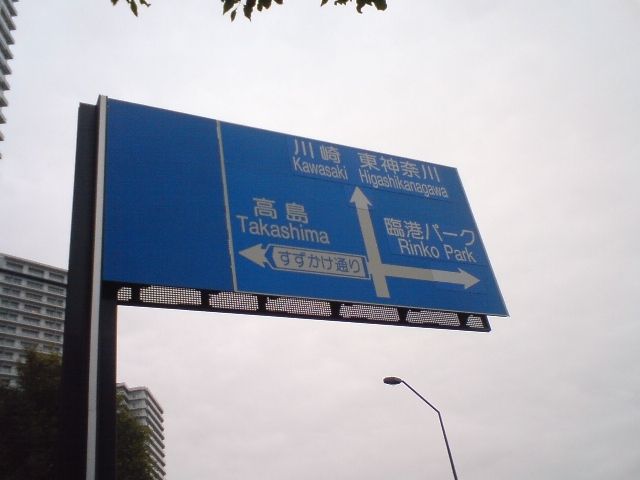 川崎 東神奈川
Kawasaki Higashikanagawa
高島
Takashima
すずかけ通り
臨港パーク
Rinko Park